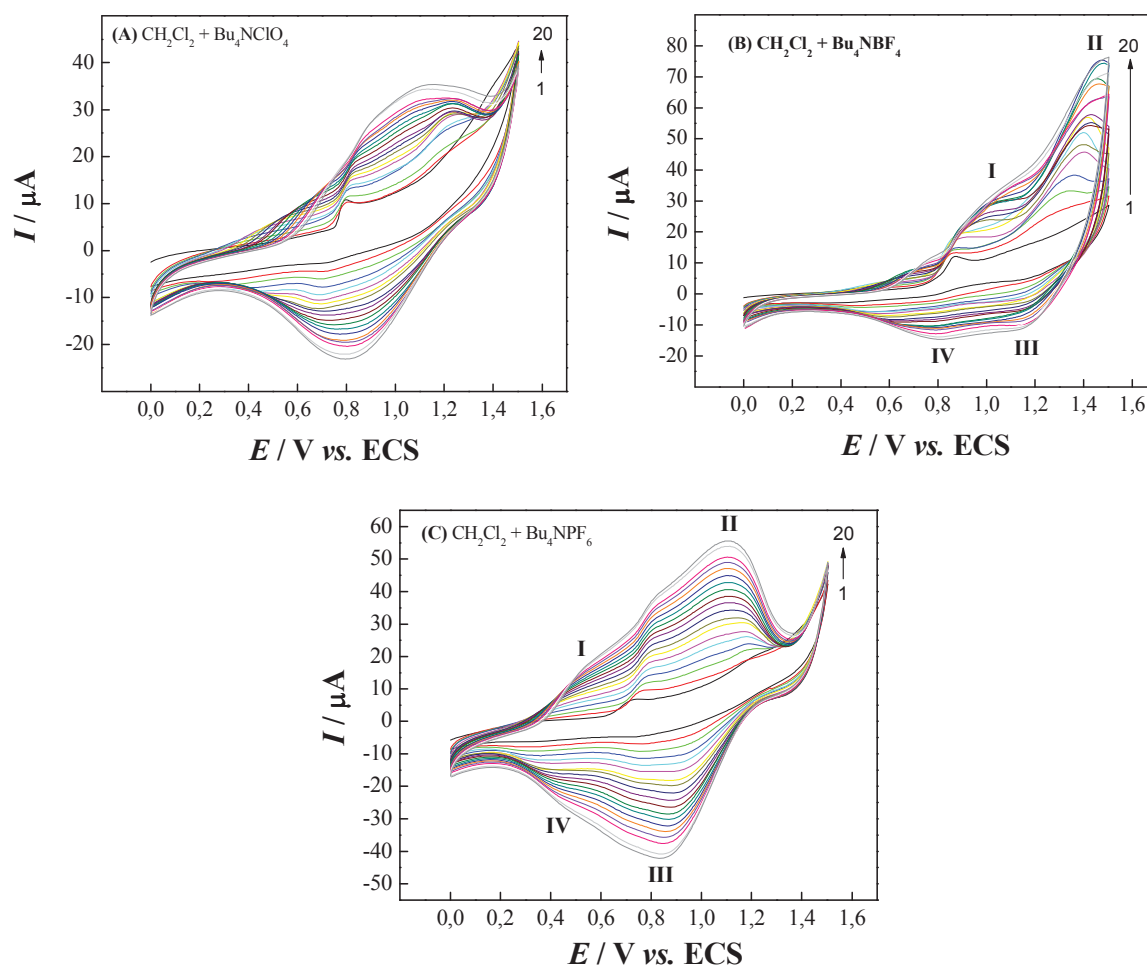 (A) CH2Cl2 + Bu4NClO4
20
1
40
30
20
10
0
-10
-20
I / µA
0,0 0,2 0,4 0,6 0,8 1,0 1,2 1,4 1,6
E / V vs. ECS
(B) CH2Cl2 + Bu4NBF4
II
20
I
1
III
IV
80
70
60
50
40
30
20
10
0
-10
-20
I / µA
0,0 0,2 0,4 0,6 0,8 1,0 1,2 1,4 1,6
E / V vs. ECS
(C) CH2Cl2 + Bu4NPF6
II
20
1
I
IV
III
60
50
40
30
20
10
0
-10
-20
-30
-40
-50
I / µA
0,0 0,2 0,4 0,6 0,8 1,0 1,2 1,4 1,6
E / V vs. ECS